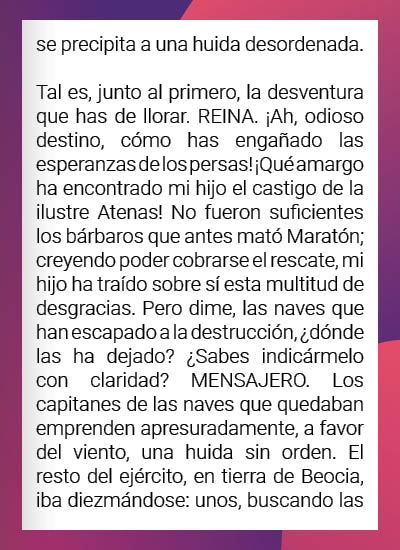 se precipita a una huida desordenada.
Tal es, junto al primero, la desventura
que has de llorar. REINA. ¡Ah, odioso
destino, cómo has engañado las
esperanzas de los persas! ¡Qué amargo
ha encontrado mi hijo el castigo de la
ilustre Atenas! No fueron suficientes
los bárbaros que antes mató Maratón;
creyendo poder cobrarse el rescate, mi
hijo ha traído sobre sí esta multitud de
desgracias. Pero dime, las naves que
han escapado a la destrucción, ¿dónde
las ha dejado? ¿Sabes indicármelo
con claridad? MENSAJERO. Los
capitanes de las naves que quedaban
emprenden apresuradamente, a favor
del viento, una huida sin orden. El
resto del ejército, en tierra de Beocia,
iba diezmándose: unos, buscando las